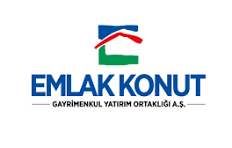 EMLAK KONUT
GAYRİMENKUL YATIRIM ORTAKLIĞI A.Ş.